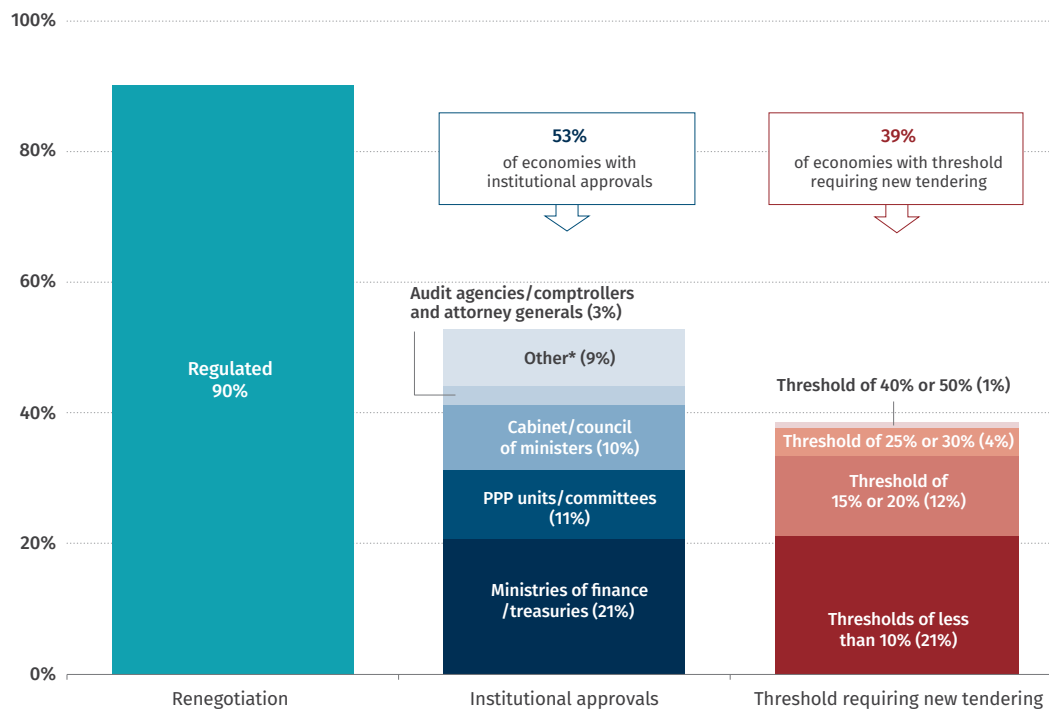 100%
80%
60%
40%
20%
0%
Regulated
90%
53%
of economies with
institutional approvals
Audit agencies/comptrollers
and attorney generals (3%)
Other* (9%)
Cabinet/council
of ministers (10%)
PPP units/committees
(11%)
Ministries of finance
/treasuries (21%)
39%
of economies with threshold
requiring new tendering
Threshold of 40% or 50% (1%)
Threshold of 25% or 30% (4%)
Threshold of
15% or 20% (12%)
Thresholds of less
than 10% (21%)
Renegotiation
Institutional approvals
Threshold requiring new tendering